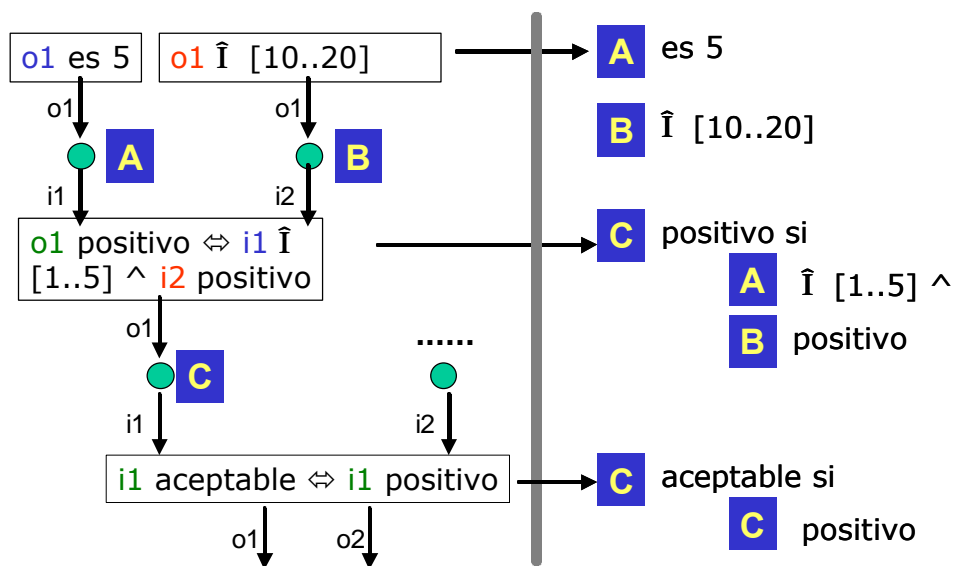 o1 es 5
o1 Î [10..20]
A es 5
o1
o1
B Î [10..20]
A
B
i1
i2
o1 positivo ⇔ i1 Î
[1..5] ^ i2 positivo
C positivo si
A Î [1..5] ^
B positivo
o1
......
C
i1
i2
i1 aceptable ⇔ i1 positivo
C aceptable si
C positivo
o1
o2